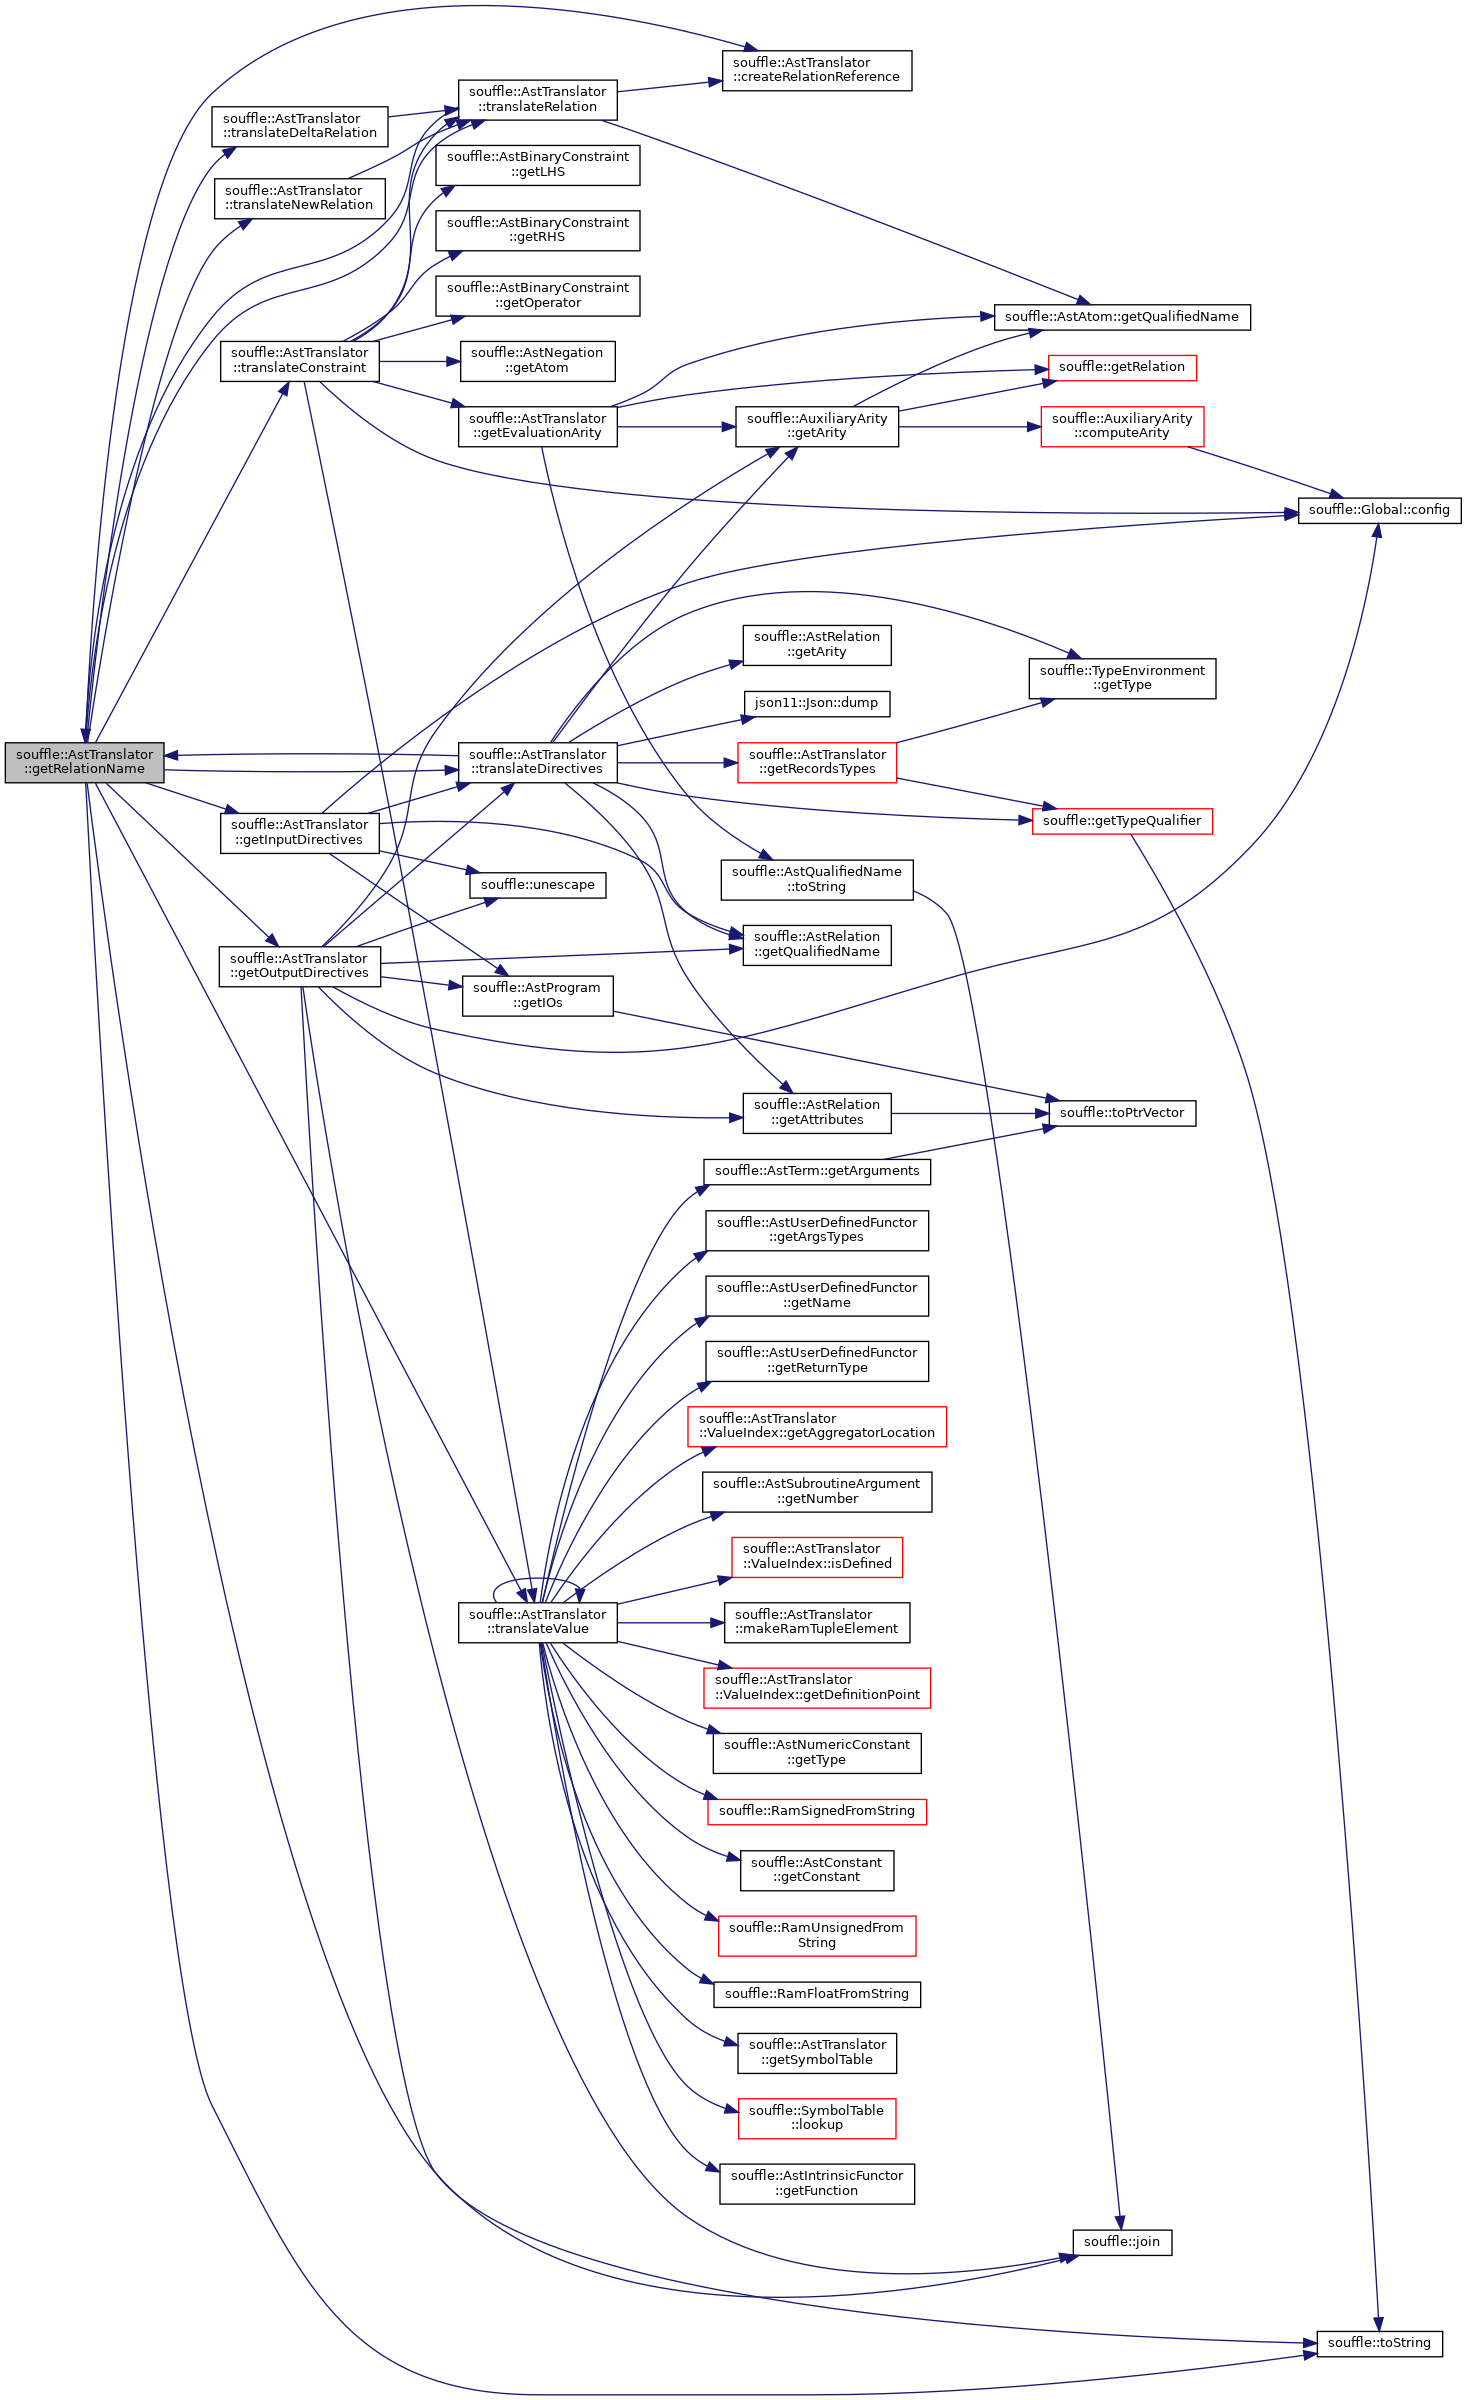 souffle::AstTranslator
::getRelationName
souffle::AstTranslator
::translateDeltaRelation
souffle::AstTranslator
::translateNewRelation
souffle::AstTranslator
::translateConstraint
souffle::AstTranslator
::getInputDirectives
souffle::AstTranslator
::getOutputDirectives
souffle::AstTranslator
::translateRelation
souffle::AstBinaryConstraint
::getLHS
souffle::AstBinaryConstraint
::getRHS
souffle::AstBinaryConstraint
::getOperator
souffle::AstNegation
::getAtom
souffle::AstTranslator
::getEvaluationArity
souffle::AstTranslator
::translateDirectives
souffle::unescape
souffle::AstProgram
::getIOs
souffle::AstTranslator
::translateValue
souffle::AstTranslator
::createRelationReference
souffle::AuxiliaryArity
::getArity
souffle::AstRelation
::getArity
json11::Json::dump
souffle::AstTranslator
::getRecordsTypes
souffle::AstQualifiedName
::toString
souffle::AstRelation
::getQualifiedName
souffle::AstRelation
::getAttributes
souffle::AstTerm::getArguments
souffle::AstUserDefinedFunctor
::getArgsTypes
souffle::AstUserDefinedFunctor
::getName
souffle::AstUserDefinedFunctor
::getReturnType
souffle::AstTranslator
::ValueIndex::getAggregatorLocation
souffle::AstSubroutineArgument
::getNumber
souffle::AstTranslator
::ValueIndex::isDefined
souffle::AstTranslator
::makeRamTupleElement
souffle::AstTranslator
::ValueIndex::getDefinitionPoint
souffle::AstNumericConstant
::getType
souffle::RamSignedFromString
souffle::AstConstant
::getConstant
souffle::RamUnsignedFrom
String
souffle::RamFloatFromString
souffle::AstTranslator
::getSymbolTable
souffle::SymbolTable
::lookup
souffle::AstIntrinsicFunctor
::getFunction
souffle::AstAtom::getQualifiedName
souffle::getRelation
souffle::AuxiliaryArity
::computeArity
souffle::TypeEnvironment
::getType
souffle::getTypeQualifier
souffle::toPtrVector
souffle::join
souffle::Global::config
souffle::toString